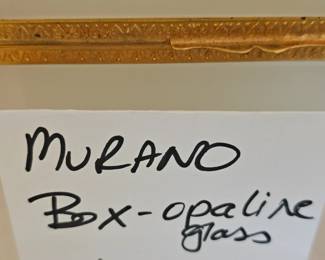 MURANO
Box - opaline
glass